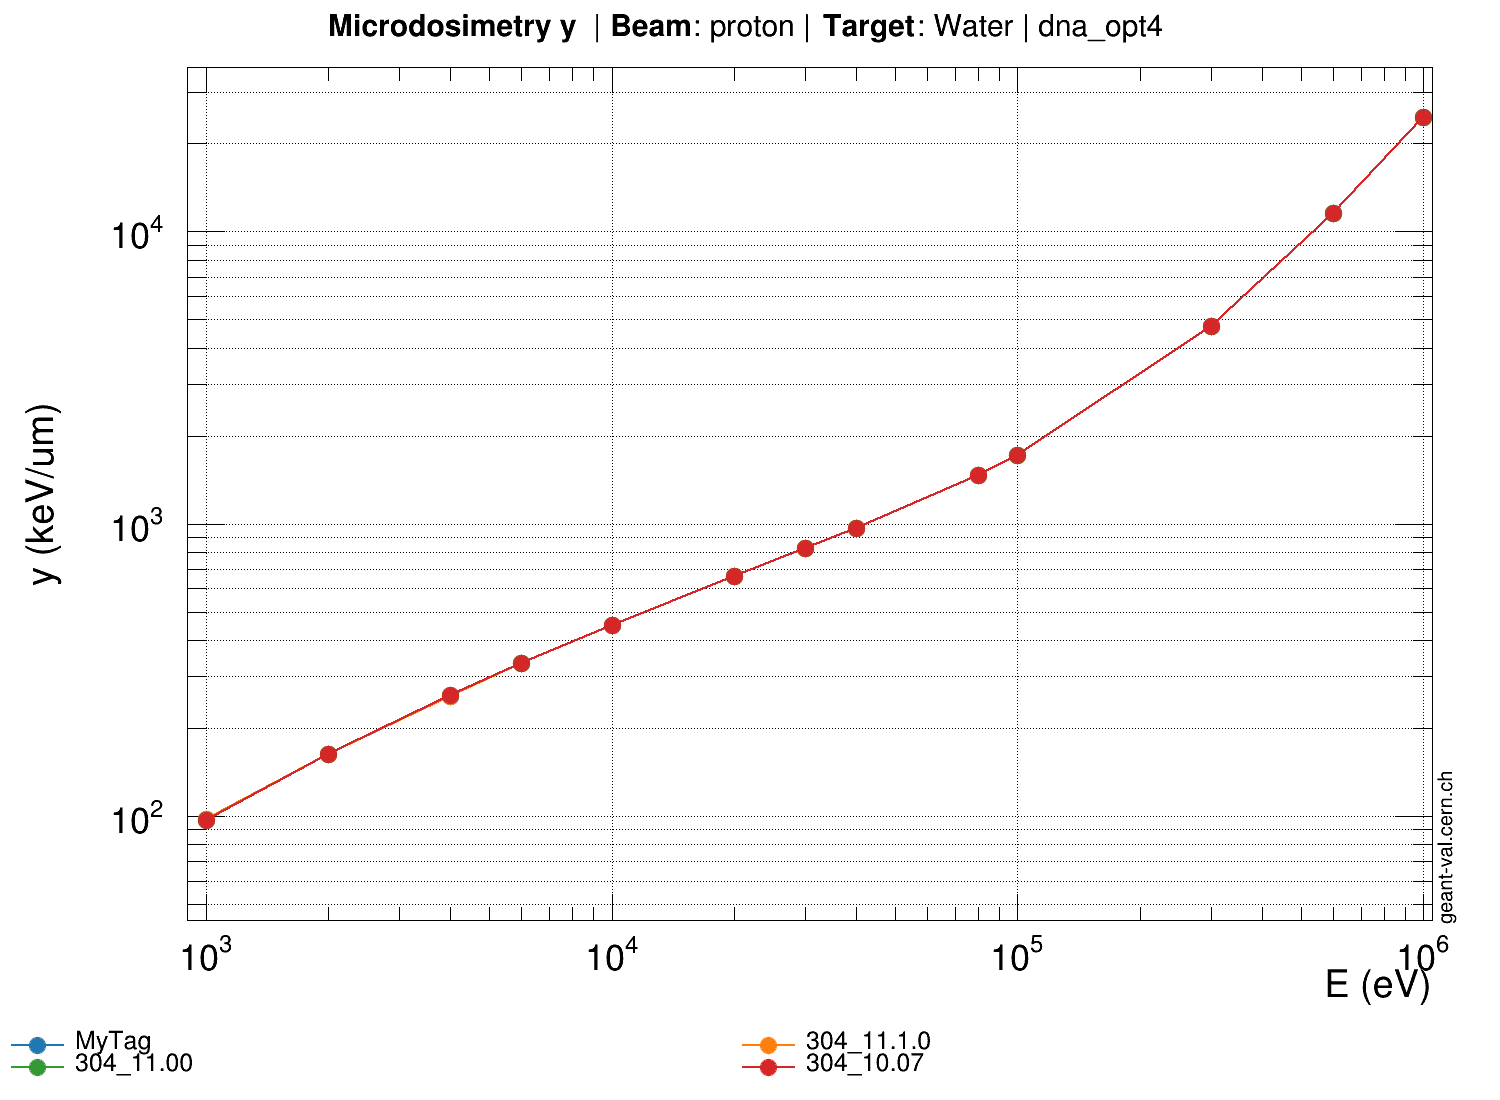 Microdosimetry y | Beam: proton | Target: Water | dna_opt4
10^4
10^3
10^2
y (keV/um)
10^3 10^4 10^5 10^6
E (eV)
geant-val.cern.ch
MyTag
304_11.1.0
304_11.00
304_10.07